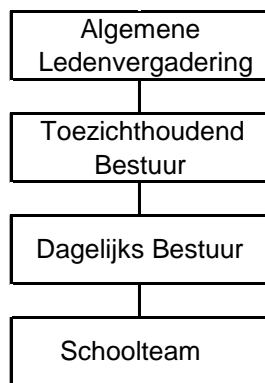 Algemene
Ledenvergadering
Toezichthoudend
Bestuur
Dagelijks Bestuur
Schoolteam